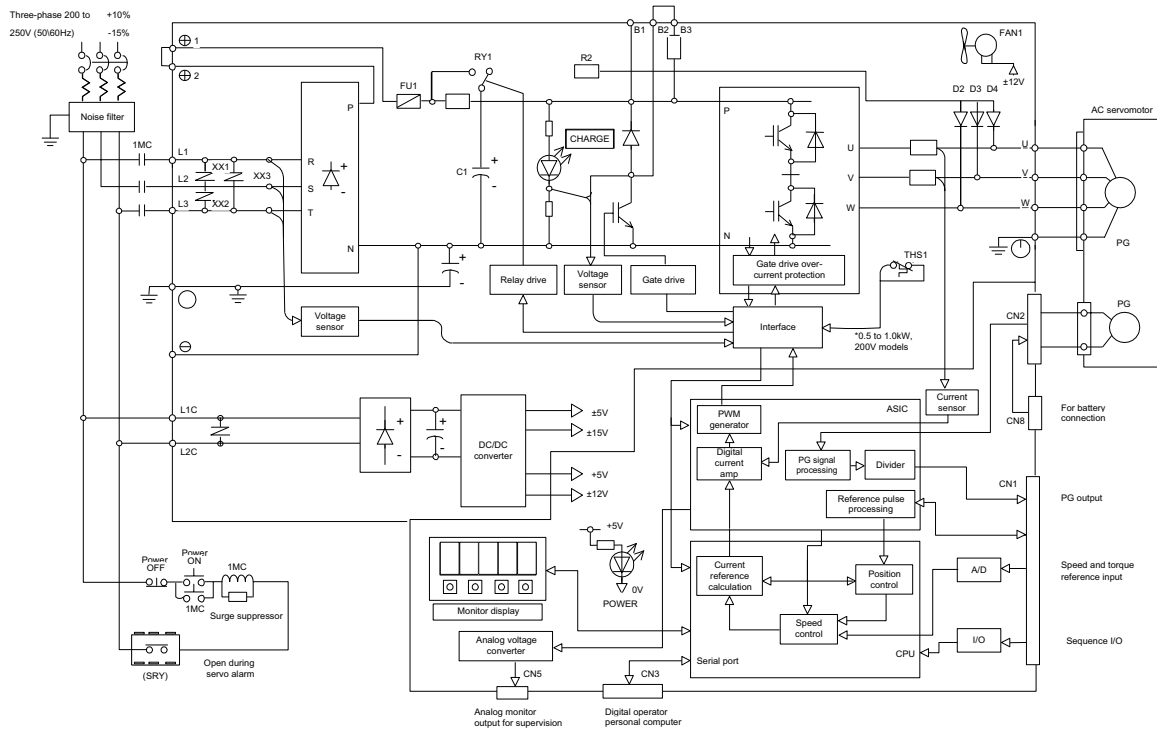 Three-phase 200 to +10%
250V (50\60Hz) -15%
Noise filter
1MC
L1
L2
L3
XX1
XX3
XX2
1
2
P
R
S
T
N
+
-
FU1
RY1
C1
+
-
CHARGE
B1 B2 B3
R2
P
N
U
V
W
FAN1
±12V
D2 D3 D4
AC servomotor
U
V
W
PG
PG
THS1
Gate drive over-
current protection
Relay drive
Voltage
sensor
Gate drive
Interface
*0.5 to 1.0kW,
200V models
Voltage
sensor
+
-
CN2
CN8
For battery
connection
Current
sensor
L1C
L2C
+
-
+
-
DC/DC
converter
±5V
±15V
+5V
±12V
ASIC
PWM
generator
Digital
current
amp
PG signal
processing
Divider
Reference pulse
processing
CN1
PG output
Speed and torque
reference input
A/D
Sequence I/O
I/O
Current
reference
calculation
Position
control
Speed
control
CPU
Serial port
+5V
0V
POWER
Monitor display
Analog voltage
converter
CN5
CN3
Analog monitor
output for supervision
Digital operator
personal computer
Power
OFF
Power
ON
1MC
1MC
Surge suppressor
(SRY)
Open during
servo alarm